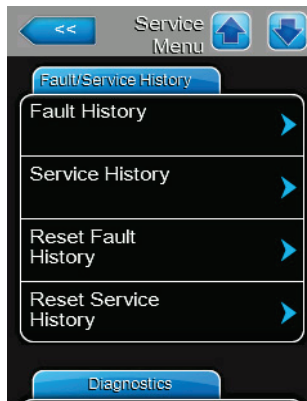 <<
Service
Menu
Fault/Service History
Fault History
Service History
Reset Fault
History
Reset Service
History
Diagnostics